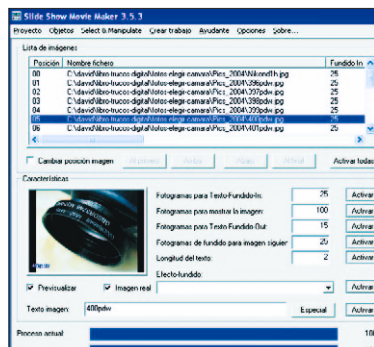 Slide Show Movie Maker 3.5.3
Proyecto Objetos Select & Manipulate Crear trabajo Ayudante Opciones Sobre...
Lista de imágenes
Posición Nombre fichero Fundido In
00 C:\david\libro-trucos-digital\fotos-elegir-camara\Pics_2004\Nikond1h.jpg 25
01 C:\david\libro-trucos-digital\fotos-elegir-camara\Pics_2004\396pdw.jpg 25
02 C:\david\libro-trucos-digital\fotos-elegir-camara\Pics_2004\397pdw.jpg 25
03 C:\david\libro-trucos-digital\fotos-elegir-camara\Pics_2004\398pdw.jpg 25
04 C:\david\libro-trucos-digital\fotos-elegir-camara\Pics_2004\399pdw.jpg 25
05 C:\david\libro-trucos-digital\fotos-elegir-camara\Pics_2004\400pdw.jpg 25
06 C:\david\libro-trucos-digital\fotos-elegir-camara\Pics_2004\401pdw.jpg 25
Cambiar posición imagen Activar todas
Características
Fotogramas para Texto-Fundido-In: 25 Activar
Fotogramas para mostrar la imagen: 100 Activar
Fotogramas para Texto Fundido-Out: 15 Activar
Fotogramas de fundido para imagen siguier 25 Activar
Longitud del texto: 2 Activar
Efecto-fundido:
Previsualizar Imagen real Activar
Texto imagen: 400pdw Especial Activar
Proceso actual: 100